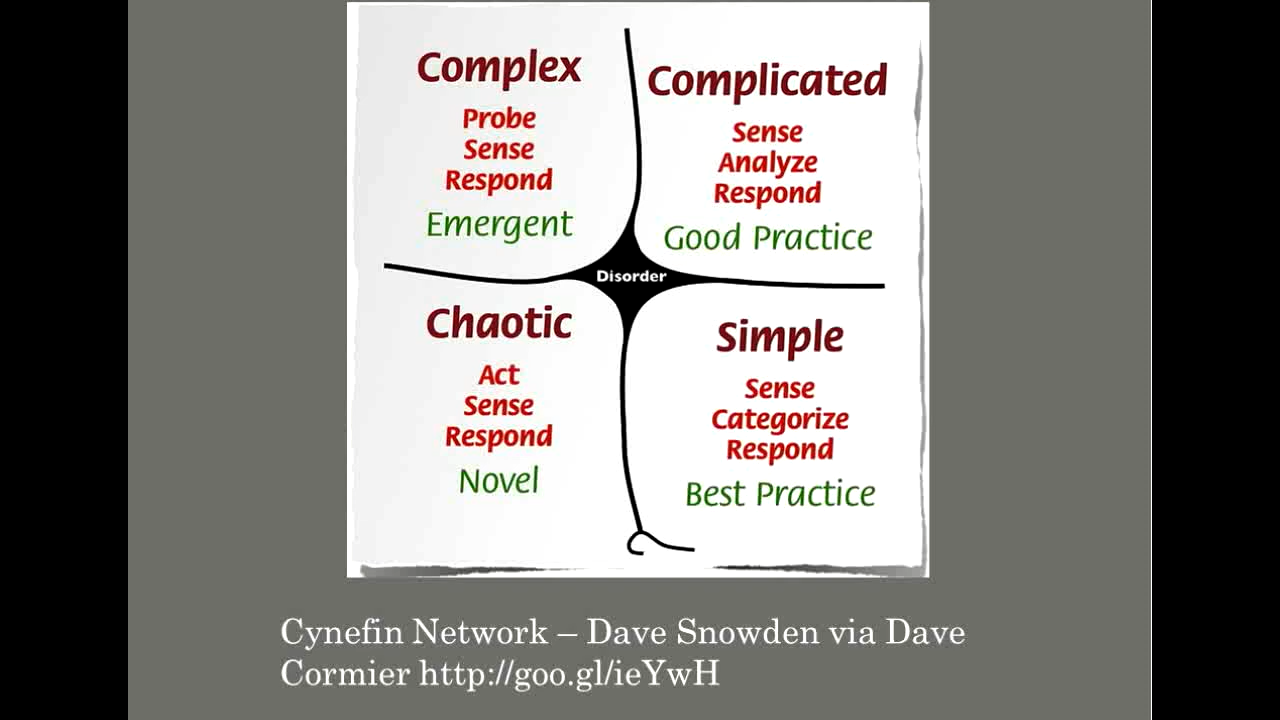 Complex
Probe
Sense
Respond
Emergent
Complicated
Sense
Analyze
Respond
Good Practice
Disorder
Chaotic
Act
Sense
Respond
Novel
Simple
Sense
Categorize
Respond
Best Practice
Cynefin Network – Dave Snowden via Dave
Cormier http://goo.gl/ieYwH